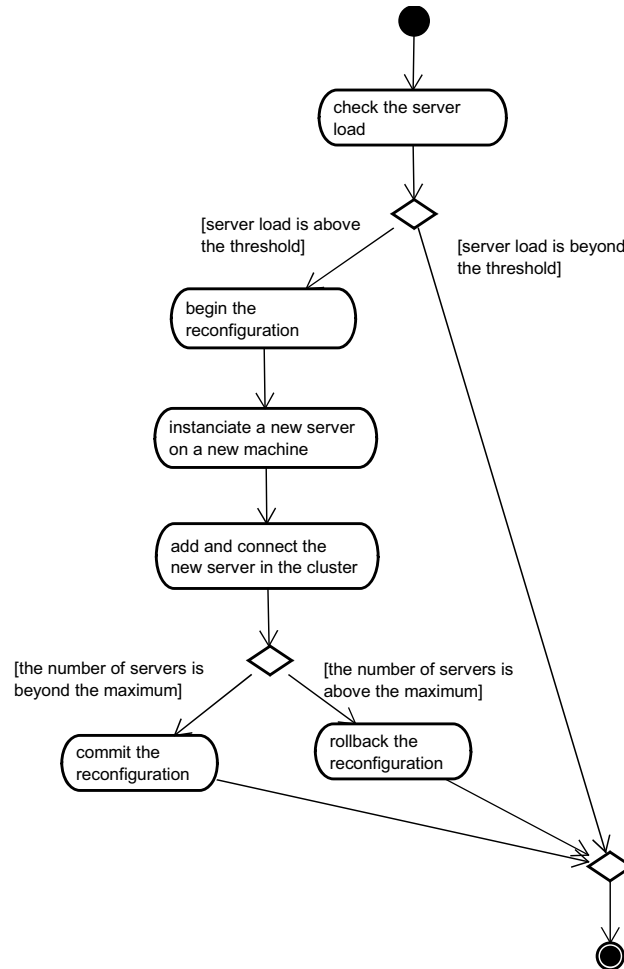 check the server
load
[server load is above
the threshold]
[server load is beyond
the threshold]
begin the
reconfiguration
instanciate a new server
on a new machine
add and connect the
new server in the cluster
[the number of servers is
beyond the maximum]
[the number of servers is
above the maximum]
commit the
reconfiguration
rollback the
reconfiguration